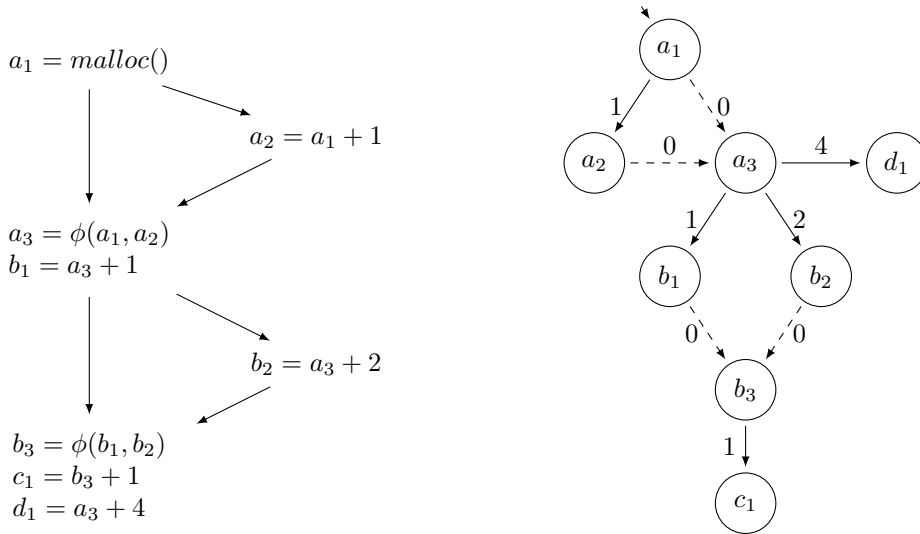 a₁ = malloc()
a₂ = a₁ + 1
a₃ = ϕ(a₁, a₂)
b₁ = a₃ + 1
b₂ = a₃ + 2
b₃ = ϕ(b₁, b₂)
c₁ = b₃ + 1
d₁ = a₃ + 4
a₁
1 0
a₂ 0 a₃ 4 d₁
1 2
b₁ b₂
0 0
b₃
1
c₁